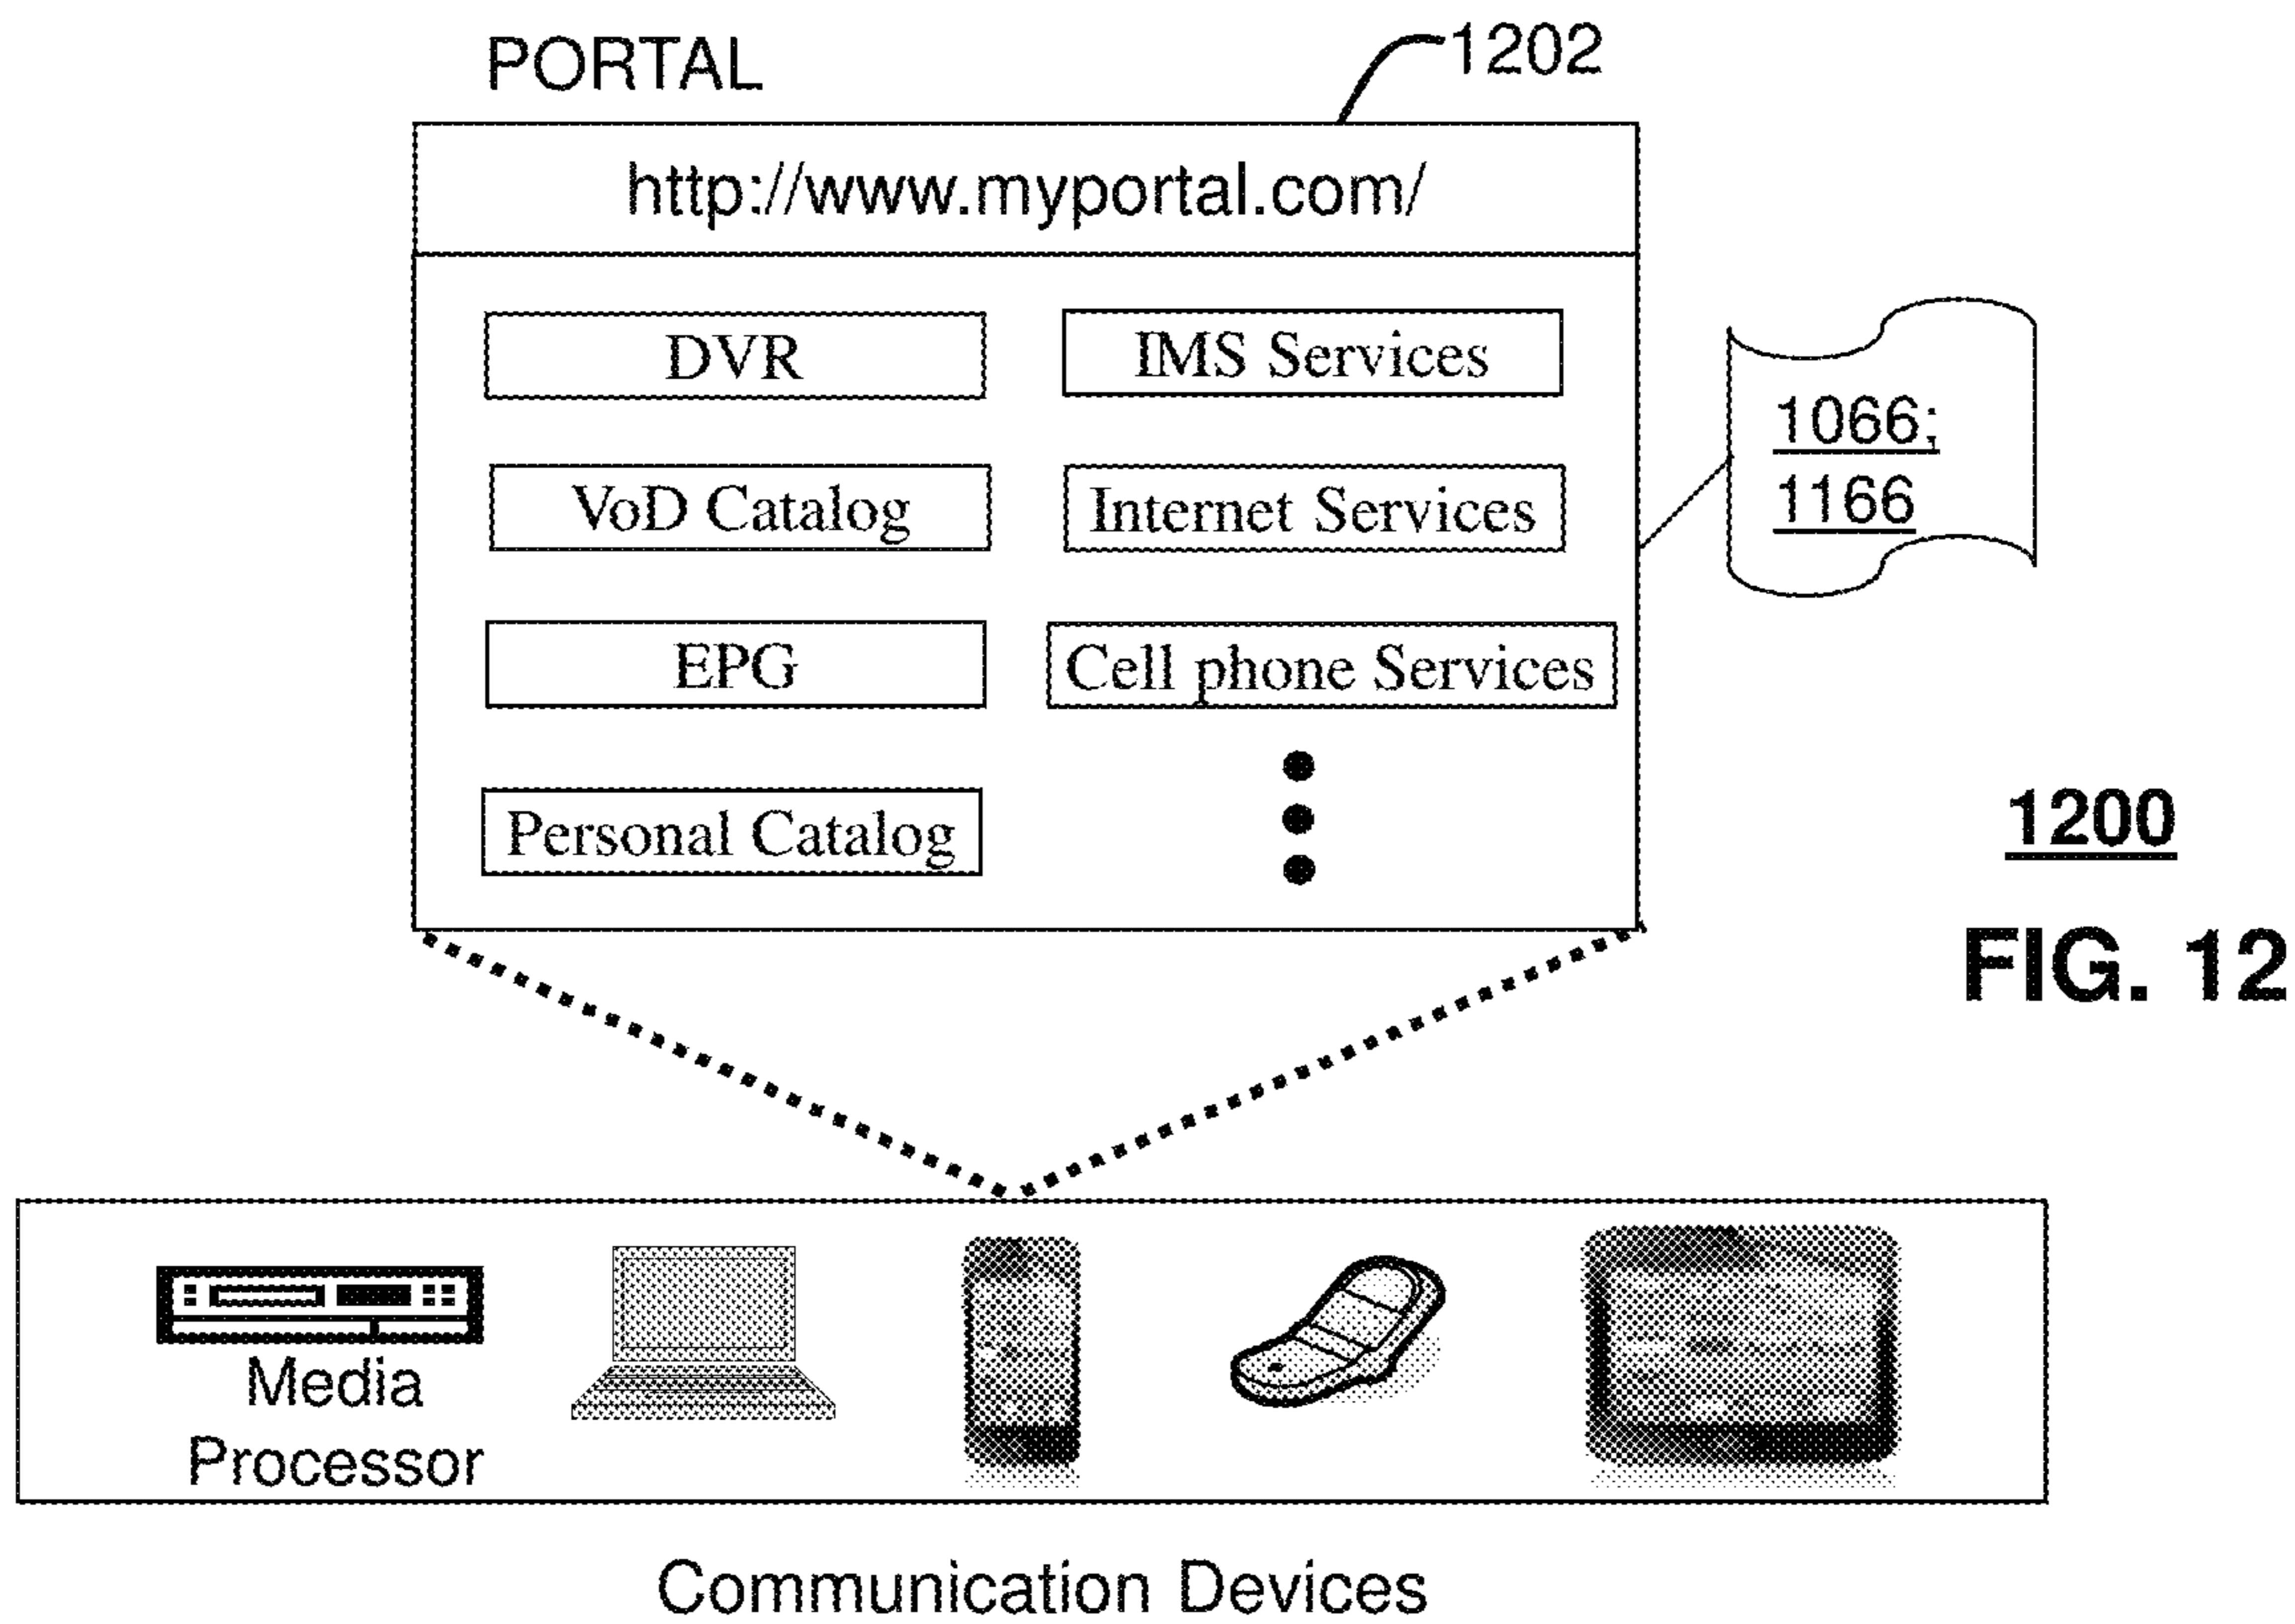 PORTAL
1202
http://www.myportal.com/
DVR
IMS Services
VoD Catalog
Internet Services
EPG
Cell phone Services
Personal Catalog
1066;
1166
1200
FIG. 12
Media
Processor
Communication Devices